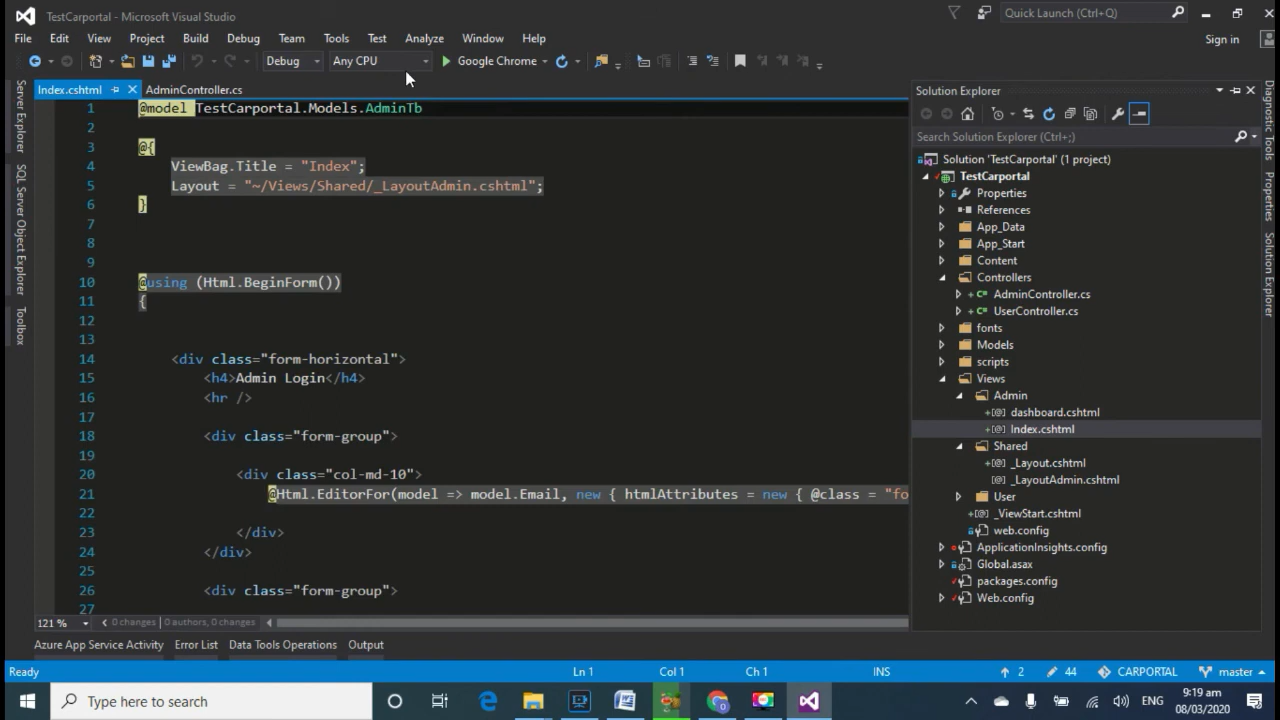 TestCarportal - Microsoft Visual Studio
Quick Launch (Ctrl+Q)
File Edit View Project Build Debug Team Tools Test Analyze Window Help
Sign in
Debug Any CPU Google Chrome
Index.cshtml AdminController.cs
1 @model TestCarportal.Models.AdminTb
2
3 @{
4 ViewBag.Title = "Index";
5 Layout = "~/Views/Shared/_LayoutAdmin.cshtml";
6 }
7
8
9
10 @using (Html.BeginForm())
11 {
12
13
14 <div class="form-horizontal">
15 <h4>Admin Login</h4>
16 <hr />
17
18 <div class="form-group">
19
20 <div class="col-md-10">
21 @Html.EditorFor(model => model.Email, new { htmlAttributes = new { @class = "fo
22
23 </div>
24 </div>
25
26 <div class="form-group">
27
121 % 0 changes | 0 authors, 0 changes
Server Explorer
SQL Server Object Explorer
Toolbox
Solution Explorer
Search Solution Explorer (Ctrl+;)
Solution 'TestCarportal' (1 project)
TestCarportal
Properties
References
App_Data
App_Start
Content
Controllers
AdminController.cs
UserController.cs
fonts
Models
scripts
Views
Admin
dashboard.cshtml
Index.cshtml
Shared
_Layout.cshtml
_LayoutAdmin.cshtml
User
_ViewStart.cshtml
web.config
ApplicationInsights.config
Global.asax
packages.config
Web.config
Diagnostic Tools
Properties
Solution Explorer
Azure App Service Activity Error List Data Tools Operations Output
Ready Ln 1 Col 1 Ch 1 INS 2 44 CARPORTAL master
Type here to search
ENG
9:19 am
08/03/2020